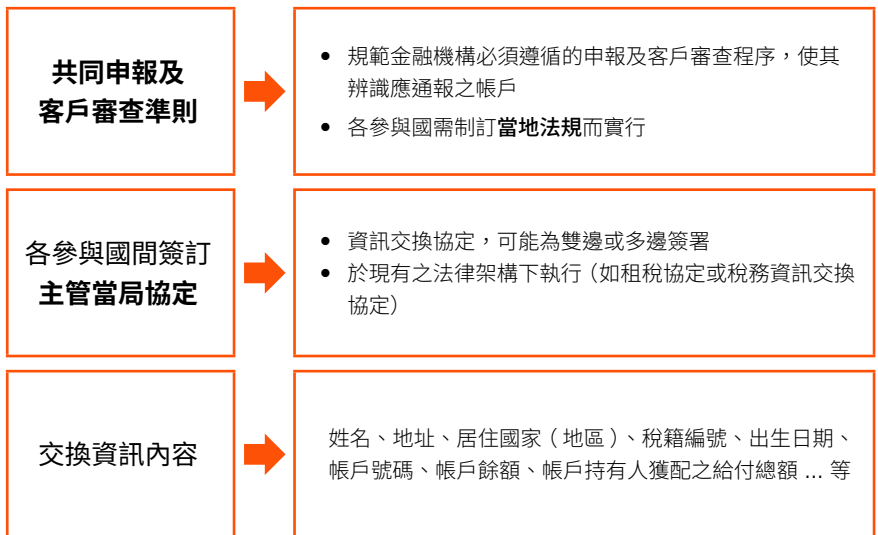 共同申報及
客戶審查準則
• 規範金融機構必須遵循的申報及客戶審查程序，使其
辨識應通報之帳戶
• 各參與國需制訂當地法規而實行
各參與國間簽訂
主管當局協定
• 資訊交換協定，可能為雙邊或多邊簽署
• 於現有之法律架構下執行（如租稅協定或稅務資訊交換
協定）
交換資訊內容
姓名、地址、居住國家（地區）、稅籍編號、出生日期、
帳戶號碼、帳戶餘額、帳戶持有人獲配之給付總額 ... 等